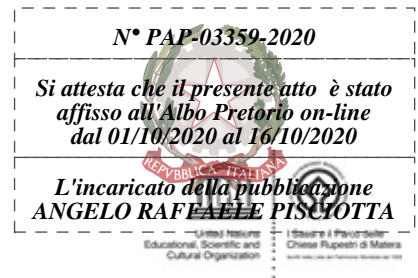 N° PAP-03359-2020
Si attesta che il presente atto è stato
affisso all'Albo Pretorio on-line
dal 01/10/2020 al 16/10/2020
L'incaricato della pubblicazione
ANGELO RAFFAELE PISCIOTTA
REPVBBLICA ITALIANA
United Nations
Educational, Scientific and
Cultural Organization
I Sassi e il Parco delle
Chiese Rupestri di Matera